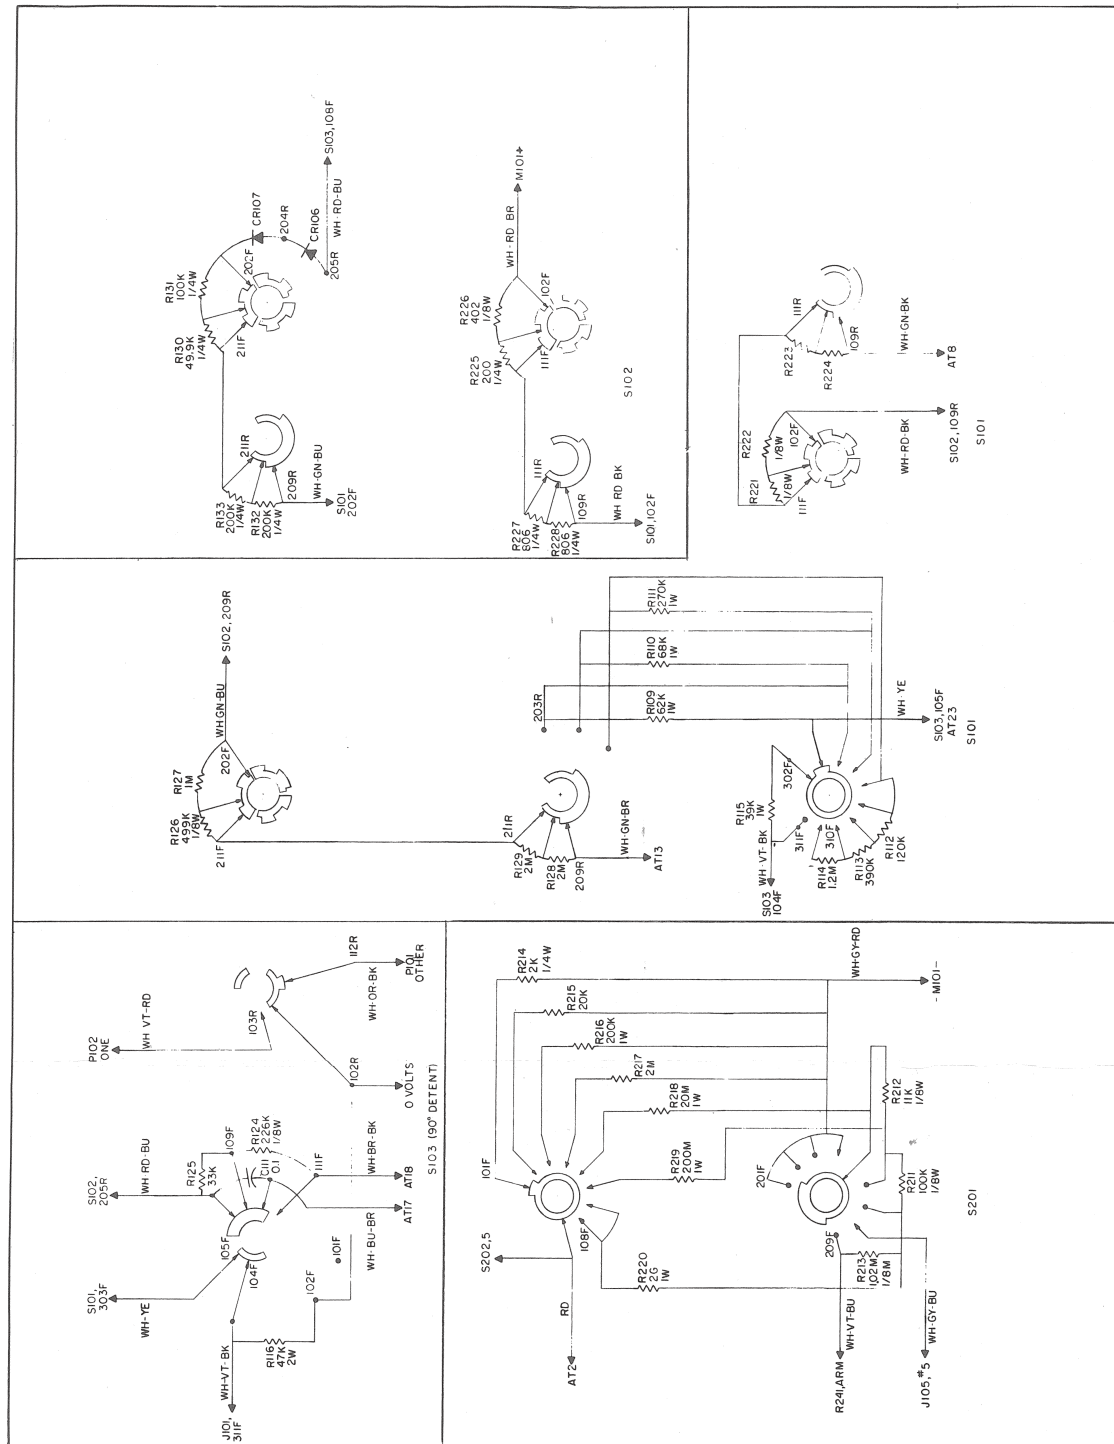 R131
100K
1/4W
R130
49.9K
1/4W
211F
202F
CR107
204R
CR106
205R
WH-RD-BU
S103,108F
211R
R133
200K
1/4W
R132
200K
1/4W
209R
WH-GN-BU
S101
202F
R226
402
1/8W
R225
200
1/4W
111F
102F
WH-RD BR
M101+
S102
111R
R227
806
1/4W
R228
806
1/4W
109R
WH RD BK
S101,102F
R222
1/8W
R221
1/8W
111F
102F
WH-RD-BK
S102,109R
S101
111R
R223
R224
109R
WH-GN-BK
AT8
R127
1M
R126
499K
1/8W
211F
202F
WH GN-BU
S102,209R
211R
R129
2M
R128
2M
209R
WH-GN-BR
AT13
203R
R111
270K
1W
R110
68K
1W
R109
62K
1W
WH-YE
S103,105F
AT23
S101
302F
R115
39K
1W
311F
310F
WH-VT-BK
S103
104F
R114
1.2M
R113
390K
R112
120K
P102
ONE
WH VT-RD
103R
112R
WH-OR-BK
P101
OTHER
102R
0 VOLTS
S103 (90° DETENT)
S102,
205R
WH RD-BU
R125
33K
109F
R124
226K
1/8W
C111
0.1
111F
WH-BR-BK
AT18
AT17
WH-BU-BR
105F
104F
101F
102F
S101,
303F
WH-YE
R116
47K
2W
WH-VT-BK
J101,
311F
R214
2K
1/4W
R215
20K
R216
200K
1W
R217
2M
R218
20M
1W
R219
200M
1W
101F
108F
R220
2G
1W
S202,5
RD
AT2
WH-GY-RD
- M101-
R212
11K
1/8W
R211
100K
1/8W
201F
209F
R213
1.02M
1/8M
WH-VT-BU
R241,ARM
WH-GY-BU
J105,#5
S201